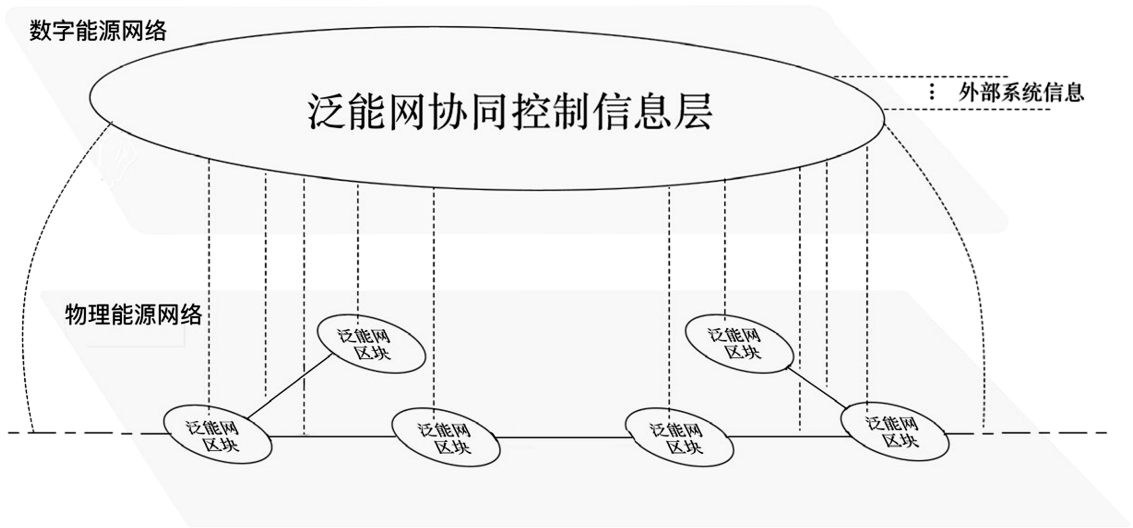 数字能源网络
泛能网协同控制信息层
外部系统信息
物理能源网络
泛能网
区块
泛能网
区块
泛能网
区块
泛能网
区块
泛能网
区块
泛能网
区块